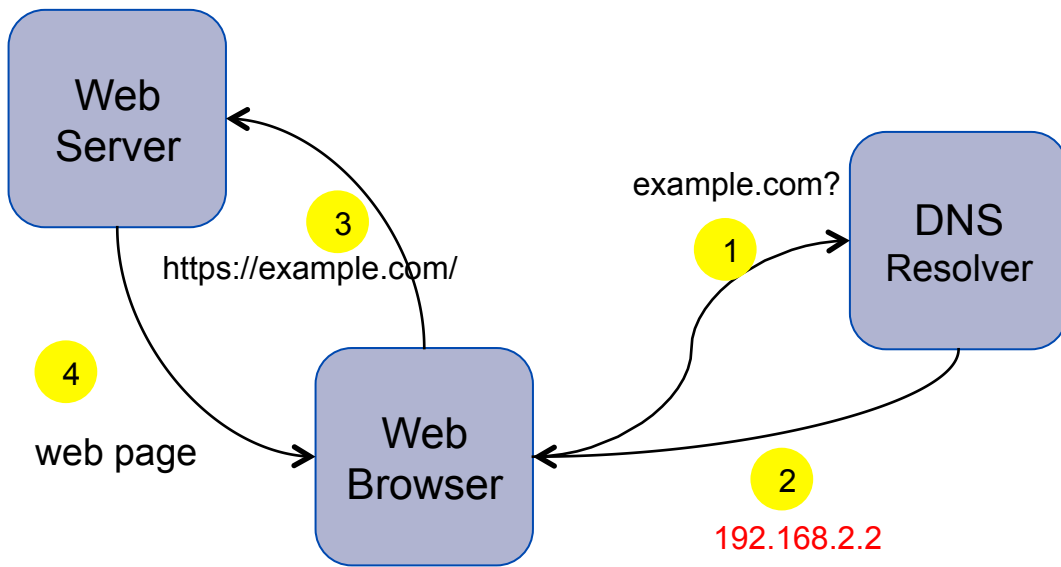 Web
Server
3
https://example.com/
4
web page
Web
Browser
example.com?
1
DNS
Resolver
2
192.168.2.2